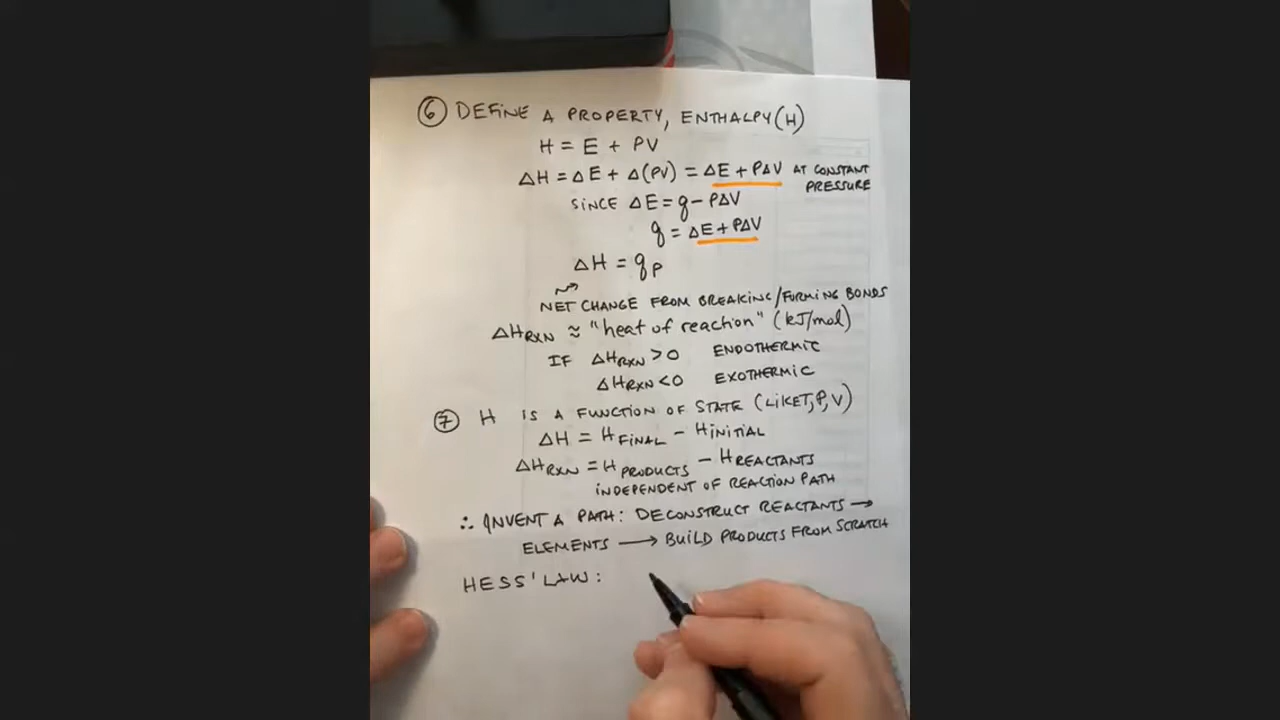 ⑥ DEFINE A PROPERTY, ENTHALPY (H)
H = E + PV
ΔH = ΔE + Δ(PV) = ΔE + PΔV AT CONSTANT PRESSURE
SINCE ΔE = q - PΔV
q = ΔE + PΔV
ΔH = qP
NET CHANGE FROM BREAKING/FORMING BONDS
ΔHRXN ≈ "heat of reaction" (kJ/mol)
IF ΔHRXN > 0 ENDOTHERMIC
ΔHRXN < 0 EXOTHERMIC
⑦ H IS A FUNCTION OF STATE (LIKE T, P, V)
ΔH = HFINAL - HINITIAL
ΔHRXN = HPRODUCTS - HREACTANTS
INDEPENDENT OF REACTION PATH
∴ INVENT A PATH: DECONSTRUCT REACTANTS →
ELEMENTS → BUILD PRODUCTS FROM SCRATCH
HESS' LAW: